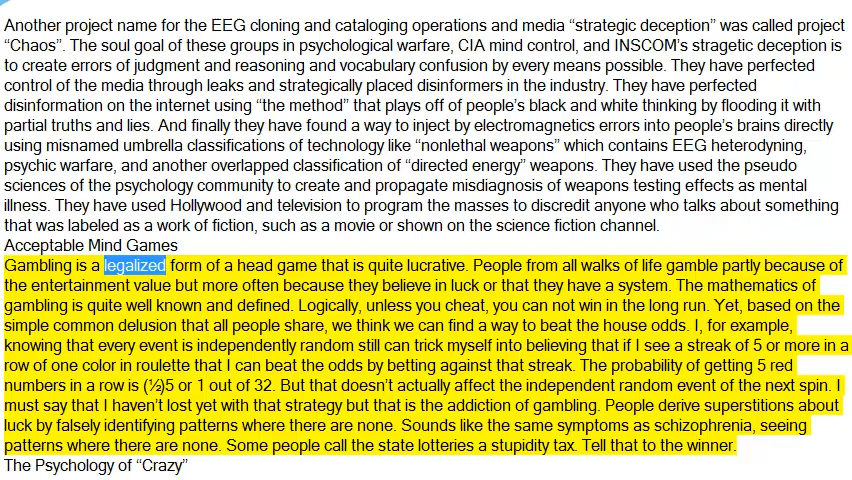 Another project name for the EEG cloning and cataloging operations and media “strategic deception” was called project
“Chaos”. The soul goal of these groups in psychological warfare, CIA mind control, and INSCOM’s stragetic deception is
to create errors of judgment and reasoning and vocabulary confusion by every means possible. They have perfected
control of the media through leaks and strategically placed disinformers in the industry. They have perfected
disinformation on the internet using “the method” that plays off of people’s black and white thinking by flooding it with
partial truths and lies. And finally they have found a way to inject by electromagnetics errors into people’s brains directly
using misnamed umbrella classifications of technology like “nonlethal weapons” which contains EEG heterodyning,
psychic warfare, and another overlapped classification of “directed energy” weapons. They have used the pseudo
sciences of the psychology community to create and propagate misdiagnosis of weapons testing effects as mental
illness. They have used Hollywood and television to program the masses to discredit anyone who talks about something
that was labeled as a work of fiction, such as a movie or shown on the science fiction channel.
Acceptable Mind Games
Gambling is a legalized form of a head game that is quite lucrative. People from all walks of life gamble partly because of
the entertainment value but more often because they believe in luck or that they have a system. The mathematics of
gambling is quite well known and defined. Logically, unless you cheat, you can not win in the long run. Yet, based on the
simple common delusion that all people share, we think we can find a way to beat the house odds. I, for example,
knowing that every event is independently random still can trick myself into believing that if I see a streak of 5 or more in a
row of one color in roulette that I can beat the odds by betting against that streak. The probability of getting 5 red
numbers in a row is (½)5 or 1 out of 32. But that doesn’t actually affect the independent random event of the next spin. I
must say that I haven’t lost yet with that strategy but that is the addiction of gambling. People derive superstitions about
luck by falsely identifying patterns where there are none. Sounds like the same symptoms as schizophrenia, seeing
patterns where there are none. Some people call the state lotteries a stupidity tax. Tell that to the winner.
The Psychology of “Crazy”